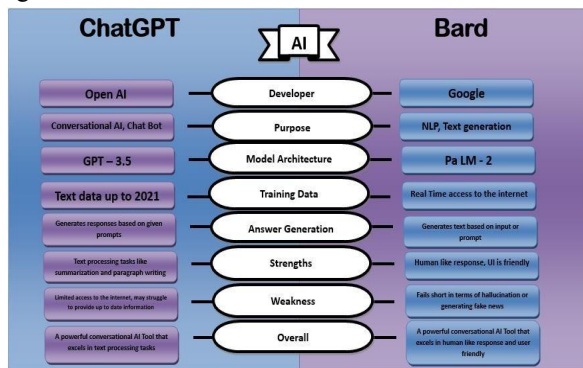 ChatGPT
AI
Bard
Open AI
Developer
Google
Conversational AI, Chat Bot
Purpose
NLP, Text generation
GPT – 3.5
Model Architecture
Pa LM - 2
Text data up to 2021
Training Data
Real Time access to the internet
Generates responses based on given
prompts
Answer Generation
Generates text based on input or
prompt
Text processing tasks like
summarization and paragraph writing
Strengths
Human like response, UI is friendly
Limited access to the internet, may struggle
to provide up to data information
Weakness
Fails short in terms of hallucination or
generating fake news
A powerful conversational AI Tool that
excels in text processing tasks
Overall
A powerful conversational AI Tool that
excels in human like response and user
friendly